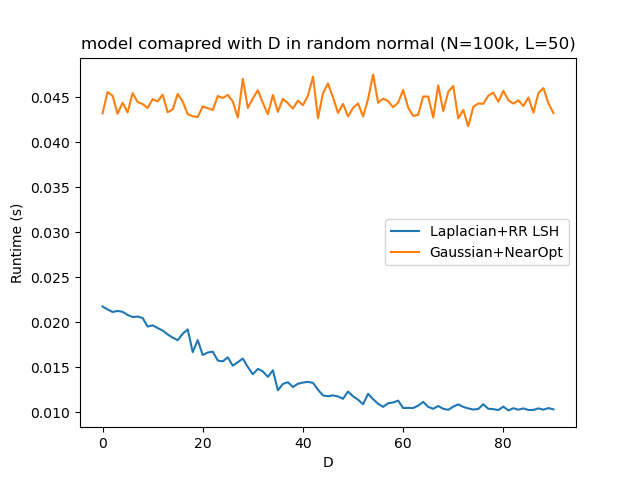 model comapred with D in random normal (N=100k, L=50)
Runtime (s)
0.045
0.040
0.035
0.030
0.025
0.020
0.015
0.010
Laplacian+RR LSH
Gaussian+NearOpt
0 20 40 60 80
D